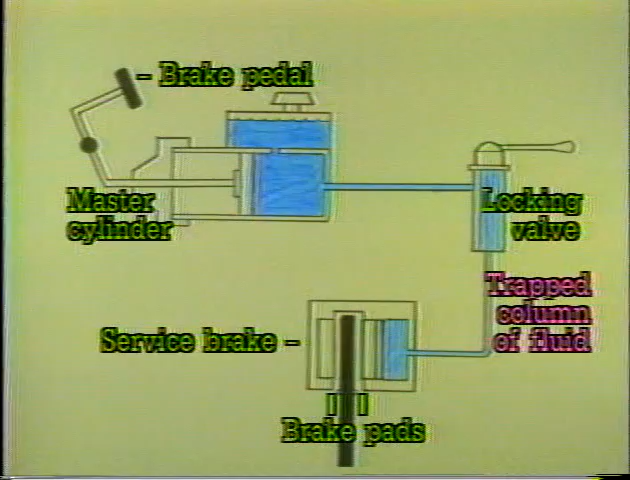 – Brake pedal
Master
cylinder
Locking
valve
Trapped
column
of fluid
Service brake –
Brake pads